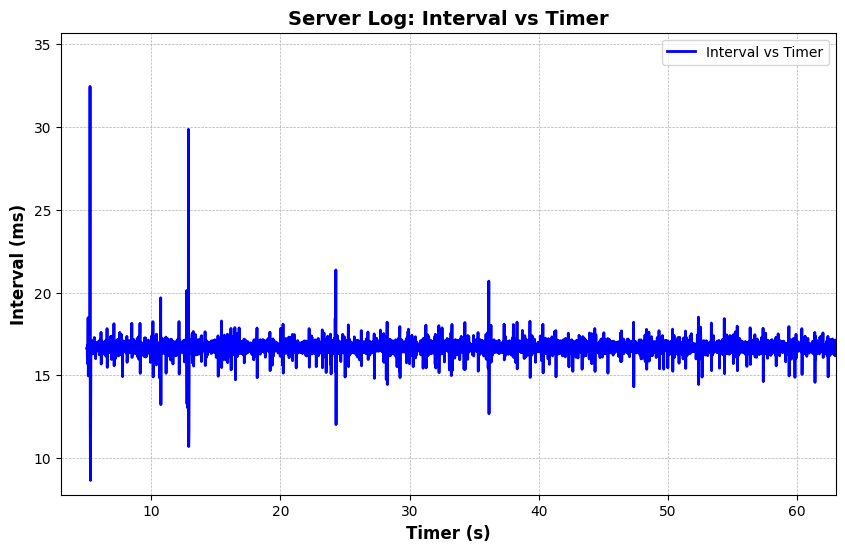 Server Log: Interval vs Timer
Interval vs Timer
35
30
25
20
15
10
Interval (ms)
10 20 30 40 50 60
Timer (s)